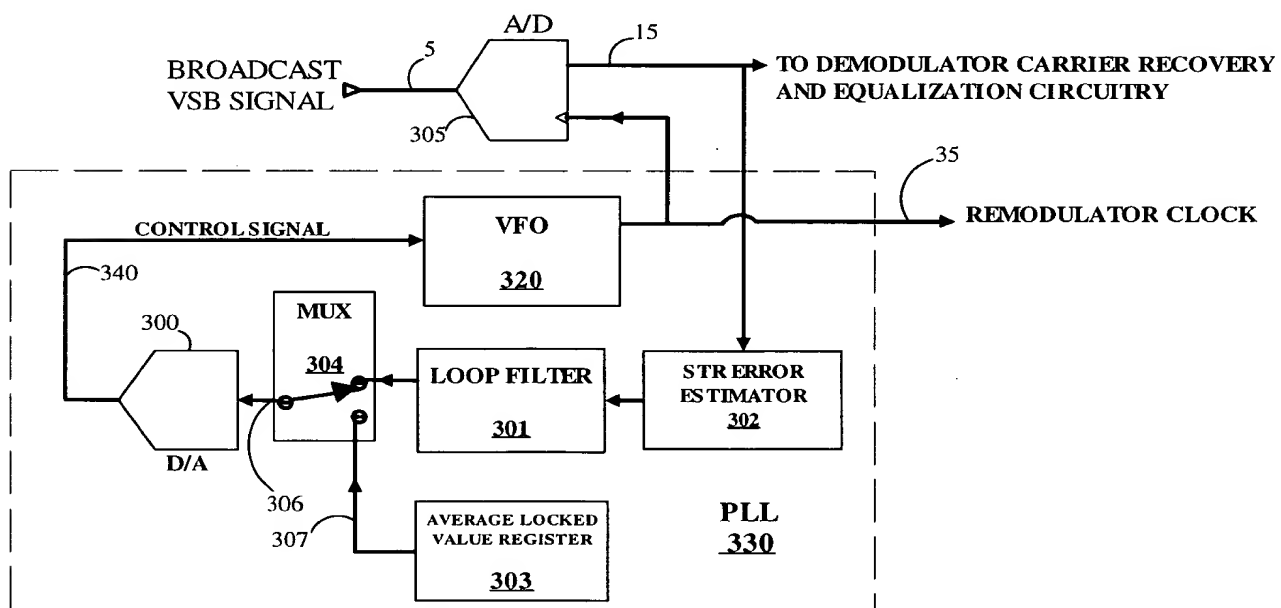 A/D
15
5
BROADCAST
VSB SIGNAL
TO DEMODULATOR CARRIER RECOVERY
AND EQUALIZATION CIRCUITRY
305
35
CONTROL SIGNAL
VFO
320
REMODULATOR CLOCK
340
300
MUX
304
LOOP FILTER
301
STR ERROR
ESTIMATOR
302
D/A
306
307
AVERAGE LOCKED
VALUE REGISTER
303
PLL
330